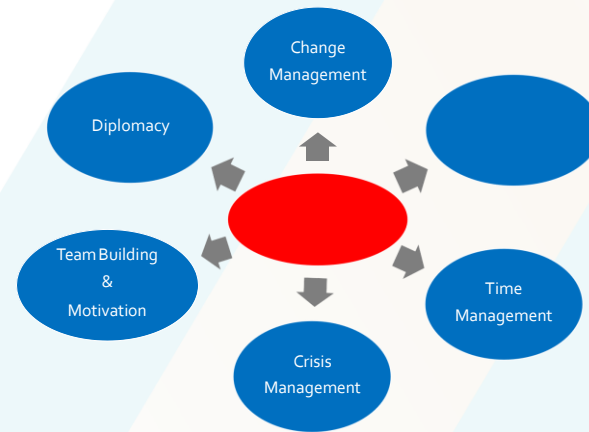 Change
Management
Diplomacy
Team Building
&
Motivation
Time
Management
Crisis
Management